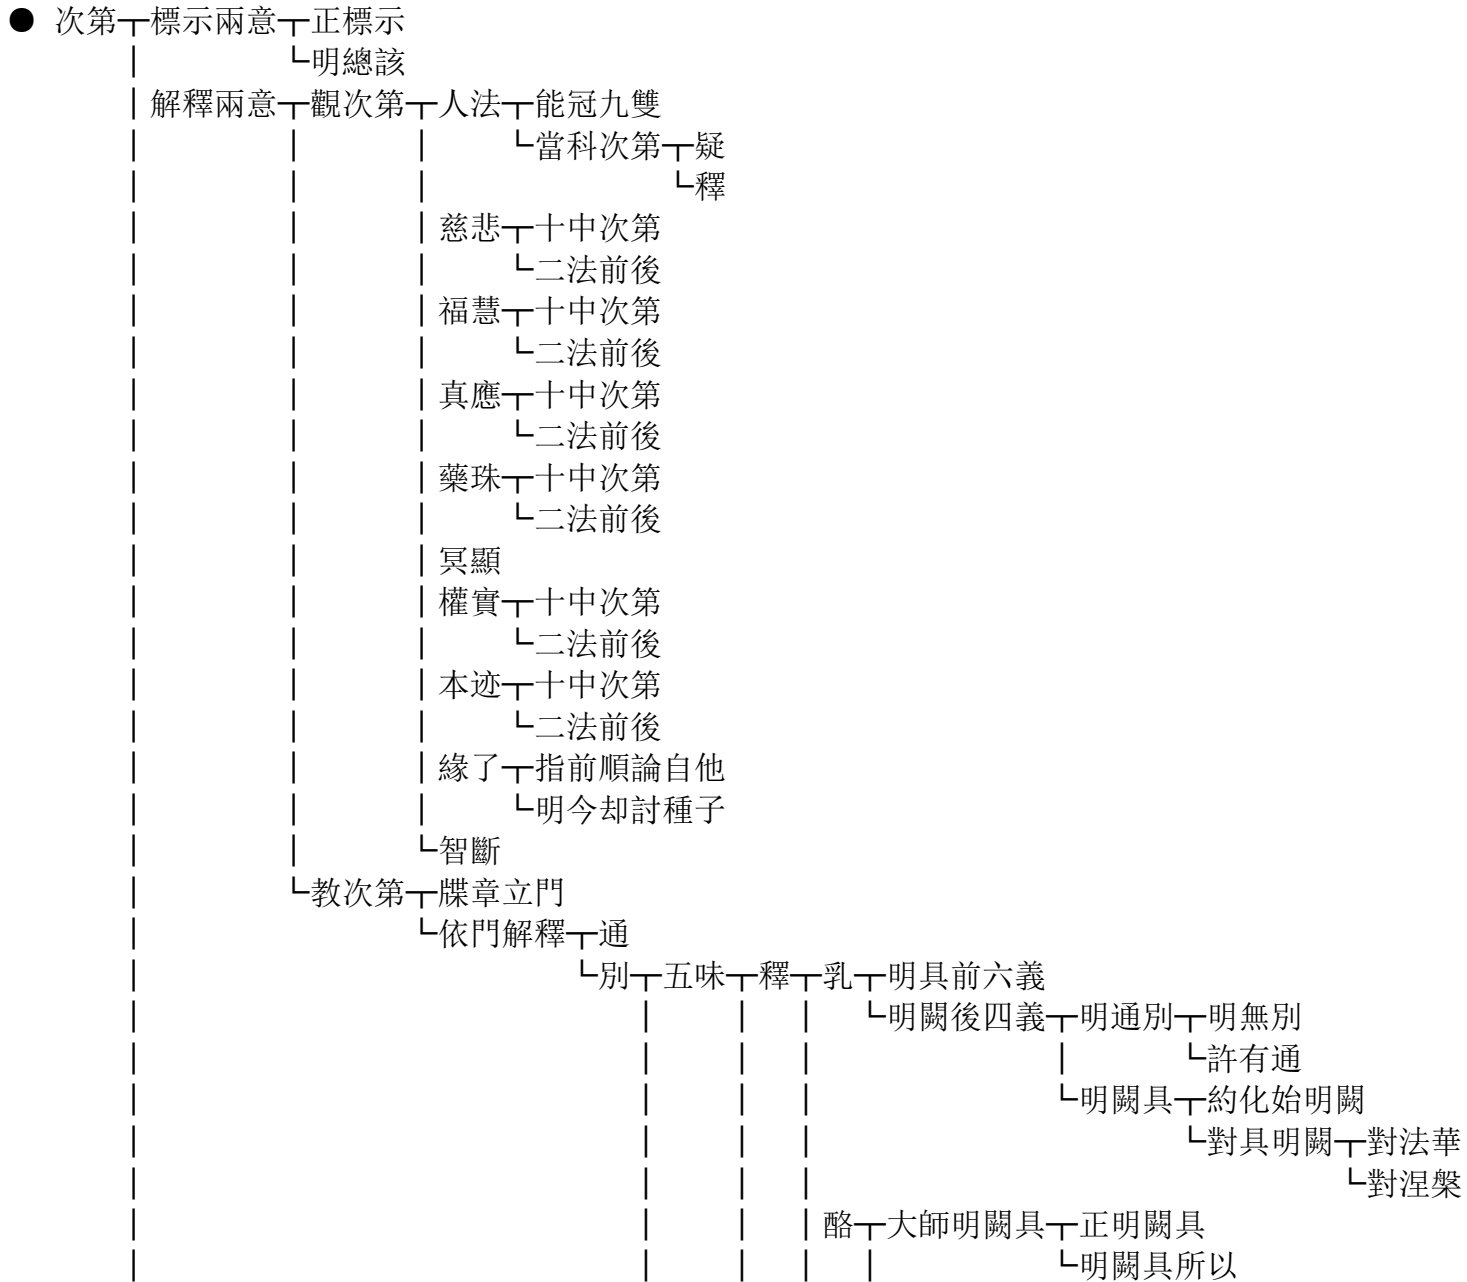 ● 次第┬標示兩意┬正標示
│ └明總該
│解釋兩意┬觀次第┬人法┬能冠九雙
│ │ │ └當科次第┬疑
│ │ │ └釋
│ │ │慈悲┬十中次第
│ │ │ └二法前後
│ │ │福慧┬十中次第
│ │ │ └二法前後
│ │ │真應┬十中次第
│ │ │ └二法前後
│ │ │藥珠┬十中次第
│ │ │ └二法前後
│ │ │冥顯
│ │ │權實┬十中次第
│ │ │ └二法前後
│ │ │本迹┬十中次第
│ │ │ └二法前後
│ │ │緣了┬指前順論自他
│ │ │ └明今却討種子
│ │ └智斷
│ └教次第┬牒章立門
│ └依門解釋┬通
│ └別┬五味┬釋┬乳┬明具前六義
│ │ │ │ └明闕後四義┬明通別┬明無別
│ │ │ │ │ └許有通
│ │ │ │ └明闕具┬約化始明闕
│ │ │ │ └對具明闕┬對法華
│ │ │ │ └對涅槃
│ │ │ │酪┬大師明闕具┬正明闕具
│ │ │ │ │ └明闕具所以